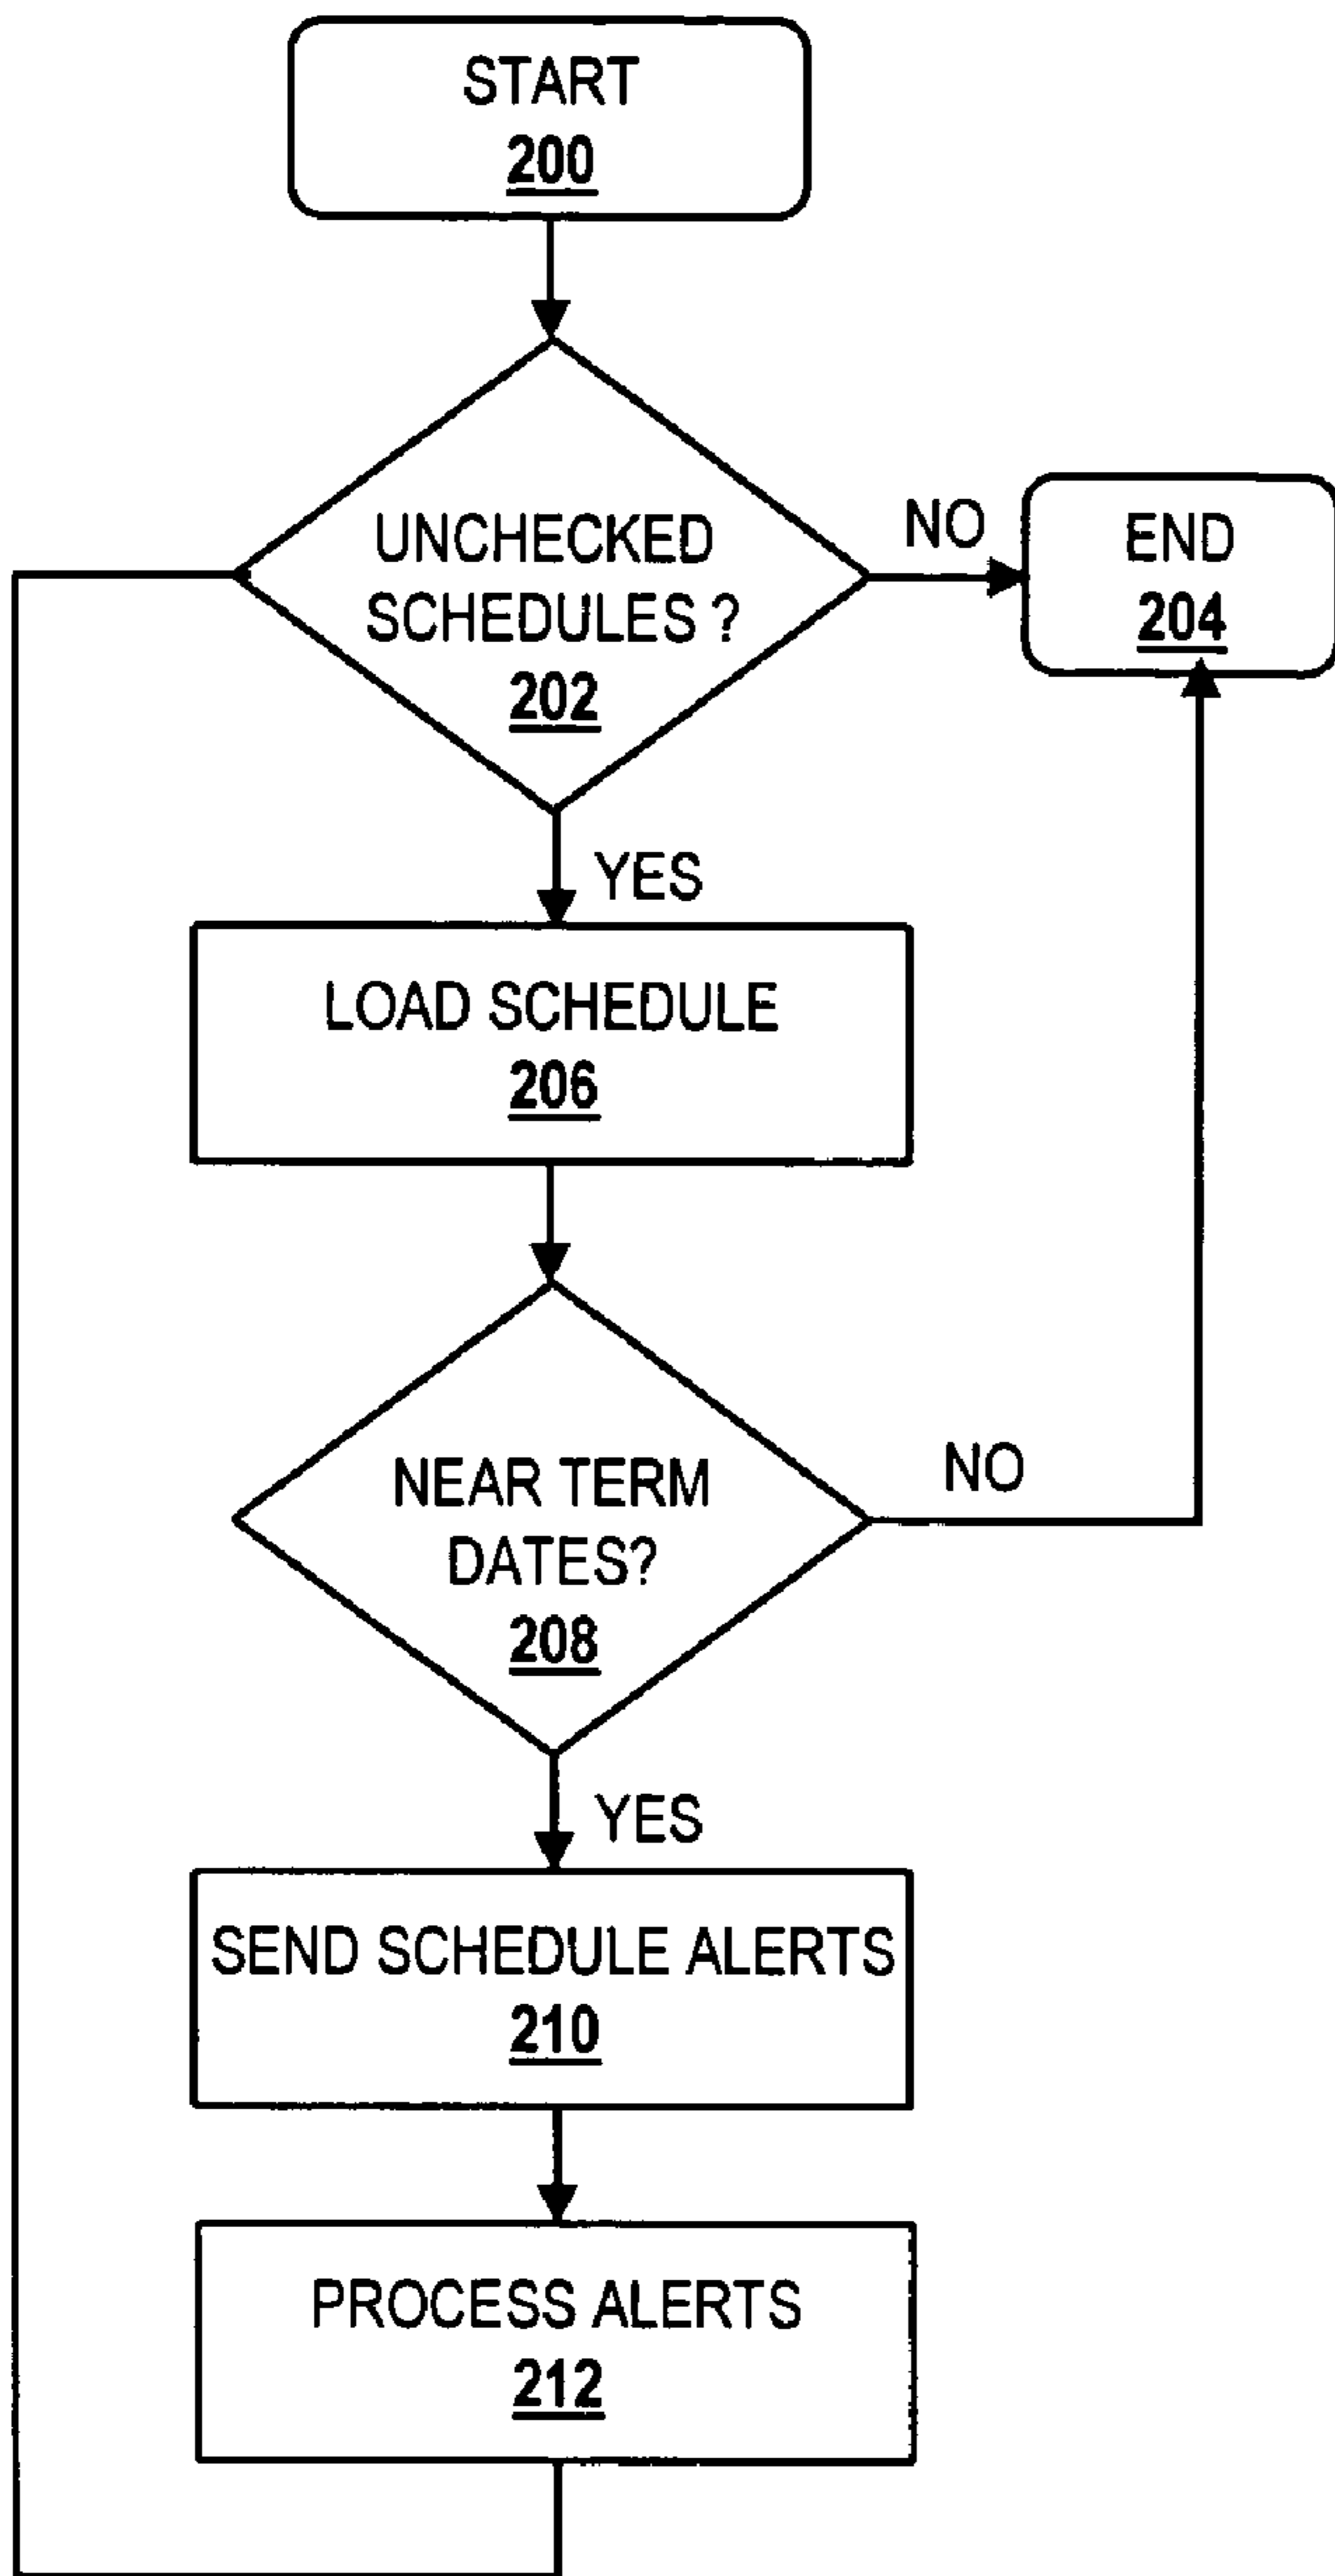 START
200
UNCHECKED
SCHEDULES ?
202
NO
END
204
YES
LOAD SCHEDULE
206
NEAR TERM
DATES?
208
NO
YES
SEND SCHEDULE ALERTS
210
PROCESS ALERTS
212